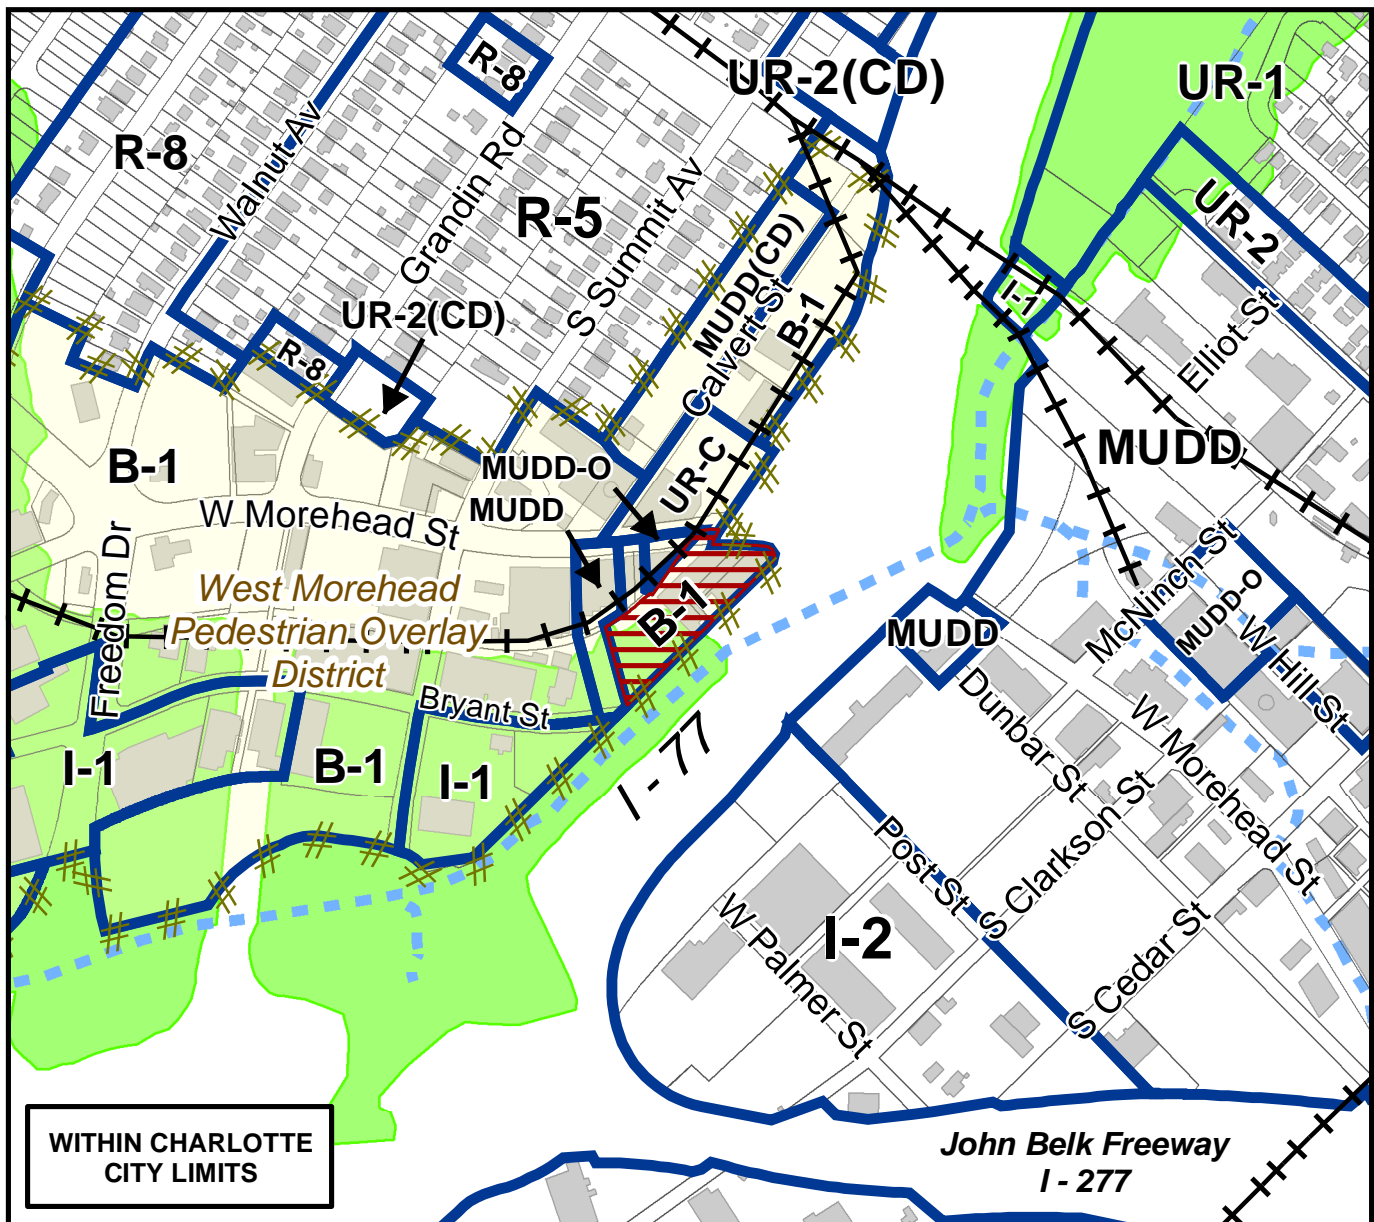 R-8
UR-2(CD)
UR-1
R-8
Walnut Av
Grandin Rd
R-5
S Summit Av
UR-2
MUDD(CD)
Calvert St
B-1
I-1
Elliot St
UR-2(CD)
R-8
B-1
MUDD-O
MUDD
UR-C
MUDD
W Morehead St
Freedom Dr
West Morehead
Pedestrian Overlay
District
B-1
MUDD
McNinch St
MUDD-O
W Hill St
Bryant St
Dunbar St
W Morehead St
I-1
B-1
I-1
I - 77
Post St
S Clarkson St
W Palmer St
I-2
S Cedar St
WITHIN CHARLOTTE
CITY LIMITS
John Belk Freeway
I - 277